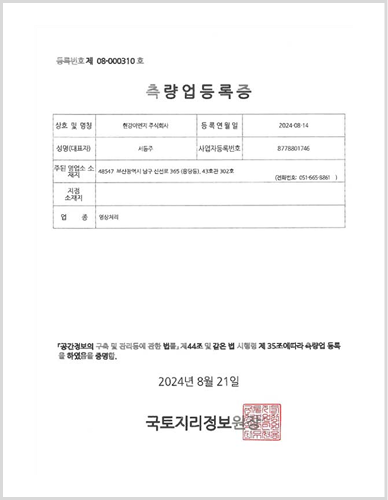 등록번호 제 08-000310 호
측량업등록증
상호 및 명칭 현강이앤지 주식회사 등록연월일 2024-08-14
성명(대표자) 서동주 사업자등록번호 8778801746
주된 영업소 소재지 48547 부산광역시 남구 신선로 365 (용당동), 43호관 302호
(전화번호: 051-665-8861 )
지점
소재지
업 종 영상처리
「공간정보의 구축 및 관리등에 관한 법률」 제44조 및 같은 법 시행령 제 35조에따라 측량업 등록
을 하였음을 증명함.
2024년 8월 21일
국토지리정보원장